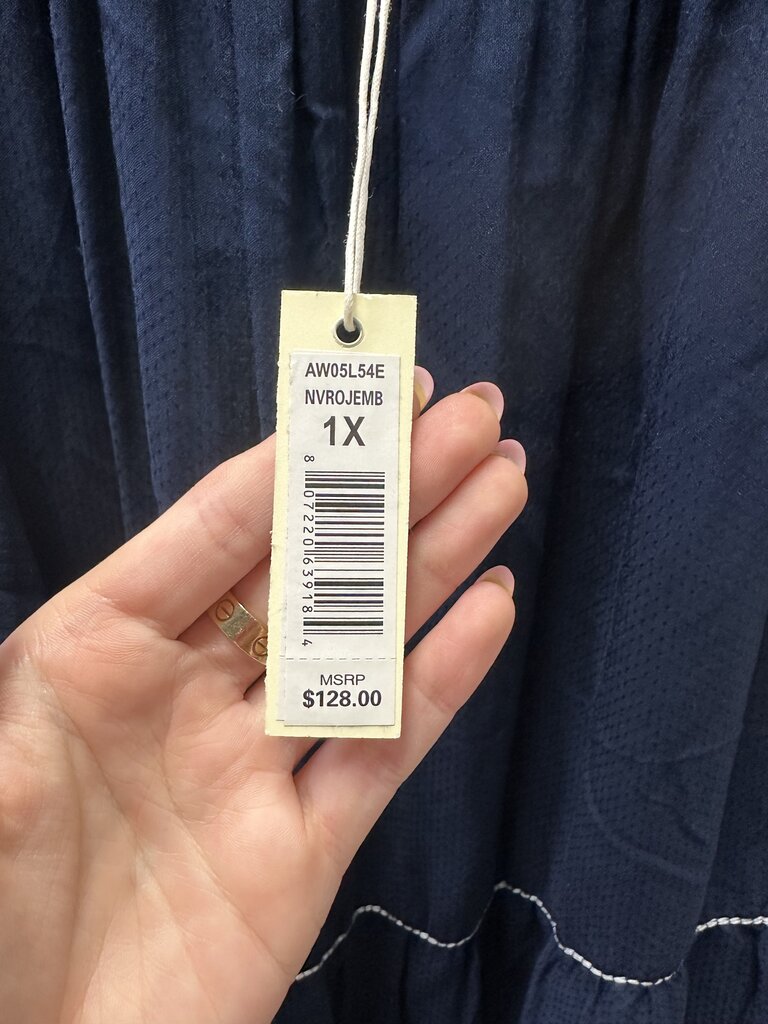 AW05L54E
NVROJEMB
1X
8 07220 63918 4
MSRP
$128.00